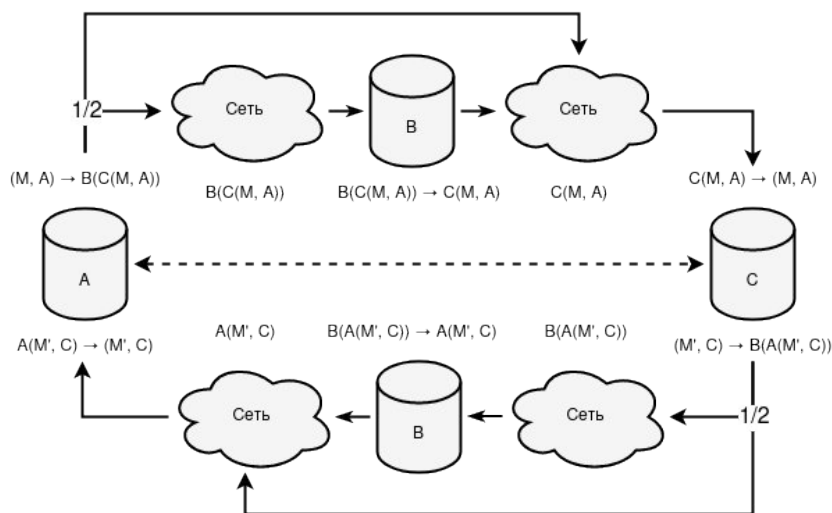 1/2
Сеть
B
Сеть
(M, A) → B(C(M, A))
B(C(M, A))
B(C(M, A)) → C(M, A)
C(M, A)
C(M, A) → (M, A)
A
C
A(M', C) → (M', C)
A(M', C)
B(A(M', C)) → A(M', C)
B(A(M', C))
(M', C) → B(A(M', C))
Сеть
B
Сеть
1/2